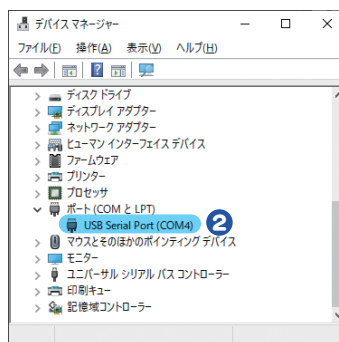 デバイス マネージャー
ファイル(F) 操作(A) 表示(V) ヘルプ(H)
ディスク ドライブ
ディスプレイ アダプター
ネットワーク アダプター
ヒューマン インターフェイス デバイス
ファームウェア
プリンター
プロセッサ
ポート (COM と LPT)
USB Serial Port (COM4) 2
マウスとそのほかのポインティング デバイス
モニター
ユニバーサル シリアル バス コントローラー
印刷キュー
記憶域コントローラー